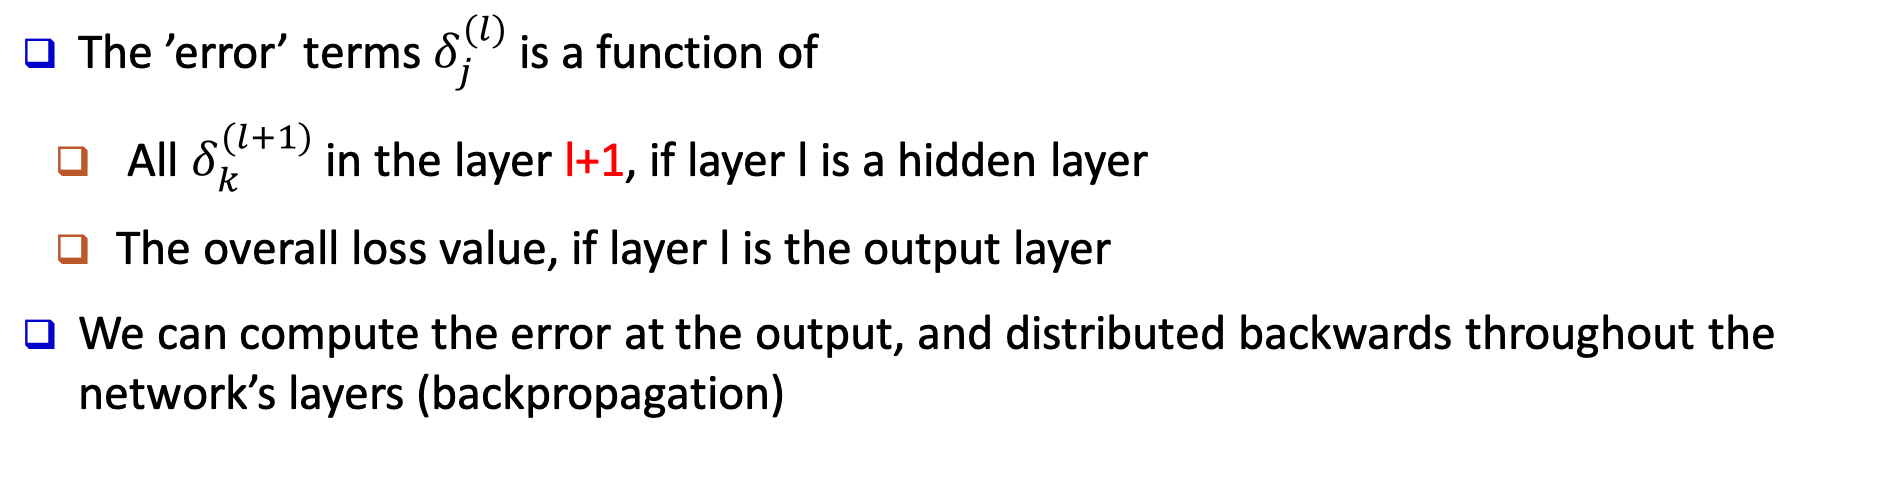 The ’error’ terms δ_j^(l) is a function of
All δ_k^(l+1) in the layer l+1, if layer l is a hidden layer
The overall loss value, if layer l is the output layer
We can compute the error at the output, and distributed backwards throughout the
network’s layers (backpropagation)